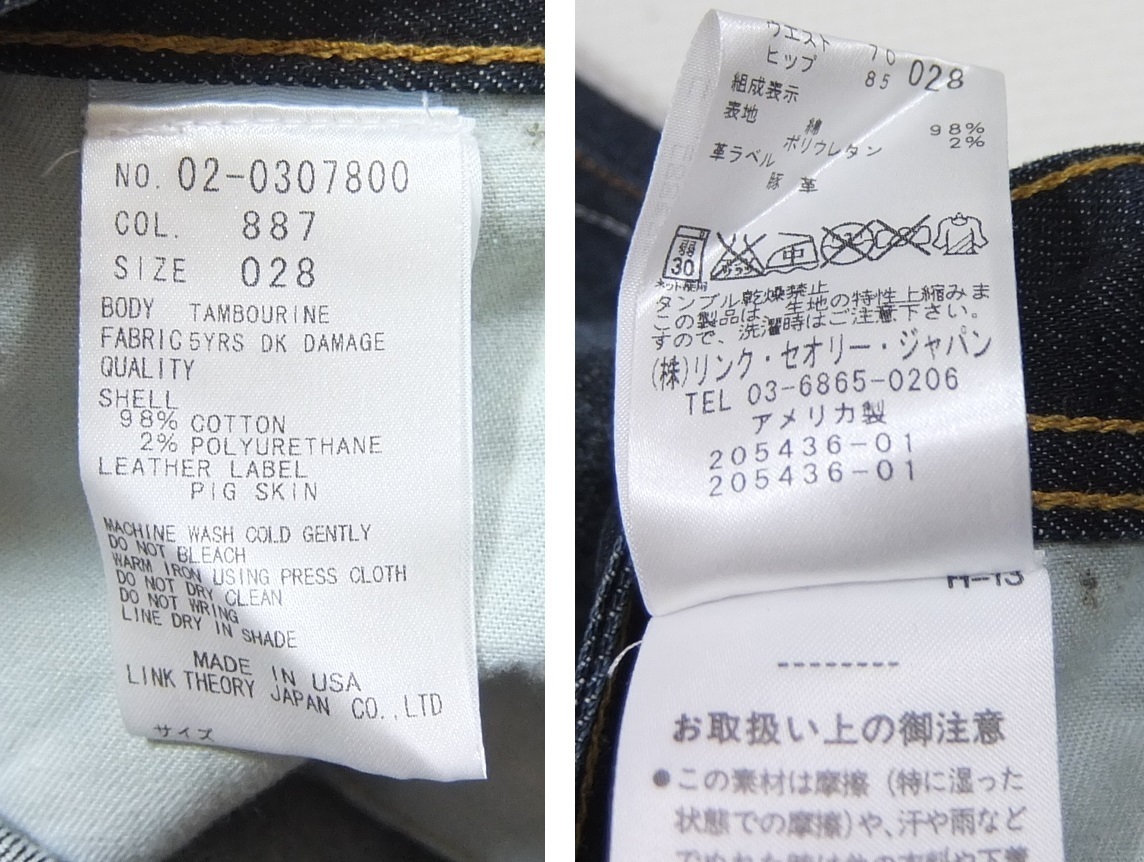 NO. 02-0307800
COL. 887
SIZE 028
BODY TAMBOURINE
FABRIC 5YRS DK DAMAGE
QUALITY
SHELL
98% COTTON
2% POLYURETHANE
LEATHER LABEL
PIG SKIN
MACHINE WASH COLD GENTLY
DO NOT BLEACH
WARM IRON USING PRESS CLOTH
DO NOT DRY CLEAN
DO NOT WRING
LINE DRY IN SHADE
MADE IN USA
LINK THEORY JAPAN CO.,LTD
サイズ
ウエスト 70
ヒップ 85 028
組成表示
表地
綿 98%
ポリウレタン 2%
革ラベル
豚革
弱 30 中
ネット使用
タンブル乾燥禁止
この製品は、生地の特性上縮みま
すので、洗濯時はご注意下さい。
(株)リンク・セオリー・ジャパン
TEL 03-6865-0206
アメリカ製
205436-01
205436-01
H-13
--------
お取扱い上の御注意
●この素材は摩擦（特に湿った
状態での摩擦）や、汗や雨など